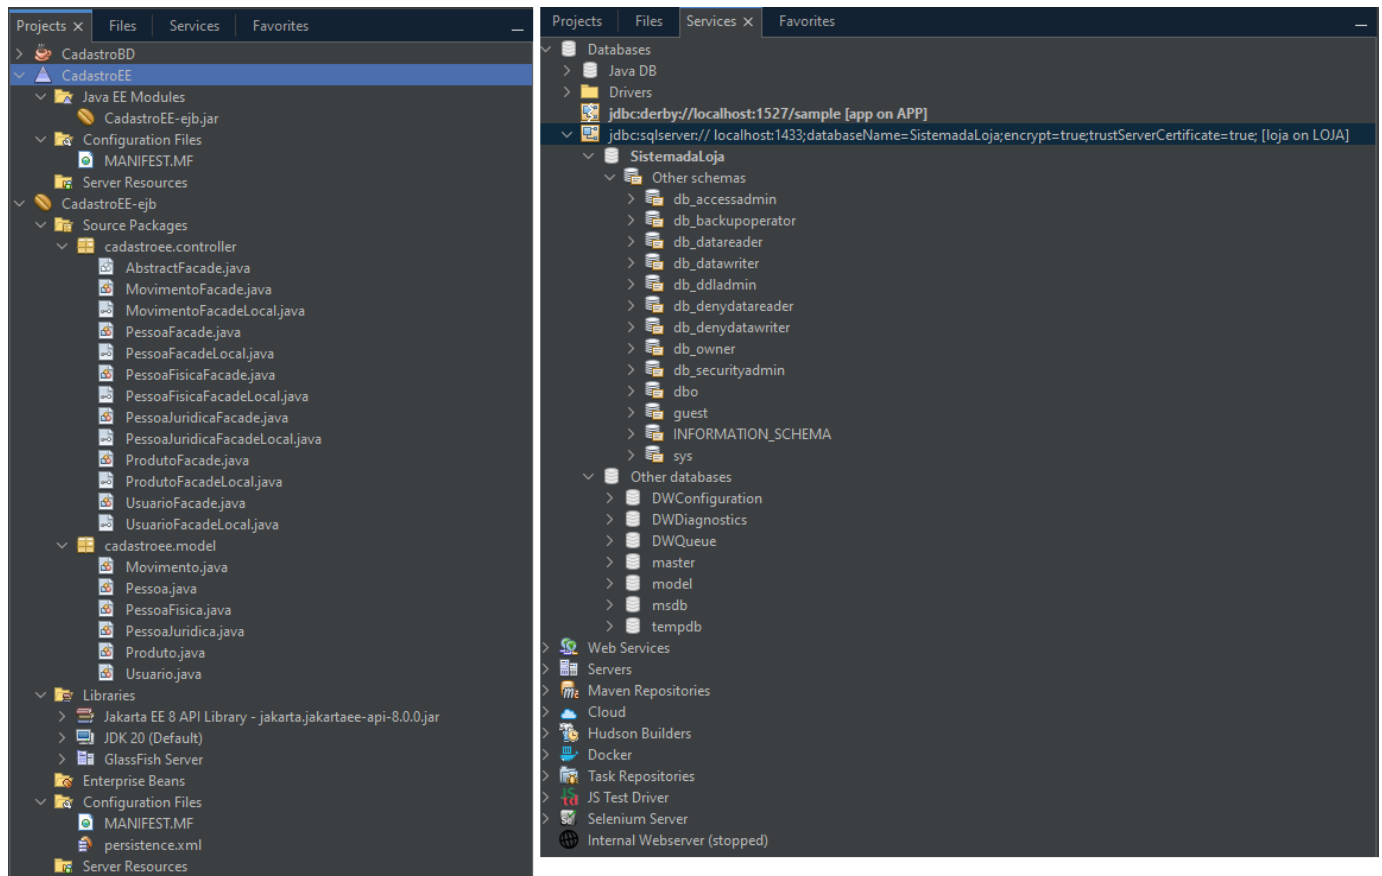 Projects Files Services Favorites
CadastroBD
CadastroEE
Java EE Modules
CadastroEE-ejb.jar
Configuration Files
MANIFEST.MF
Server Resources
CadastroEE-ejb
Source Packages
cadastroee.controller
AbstractFacade.java
MovimentoFacade.java
MovimentoFacadeLocal.java
PessoaFacade.java
PessoaFacadeLocal.java
PessoaFisicaFacade.java
PessoaFisicaFacadeLocal.java
PessoaJuridicaFacade.java
PessoaJuridicaFacadeLocal.java
ProdutoFacade.java
ProdutoFacadeLocal.java
UsuarioFacade.java
UsuarioFacadeLocal.java
cadastroee.model
Movimento.java
Pessoa.java
PessoaFisica.java
PessoaJuridica.java
Produto.java
Usuario.java
Libraries
Jakarta EE 8 API Library - jakarta.jakartaee-api-8.0.0.jar
JDK 20 (Default)
GlassFish Server
Enterprise Beans
Configuration Files
MANIFEST.MF
persistence.xml
Server Resources
Projects Files Services Favorites
Databases
Java DB
Drivers
jdbc:derby://localhost:1527/sample [app on APP]
jdbc:sqlserver:// localhost:1433;databaseName=SistemadaLoja;encrypt=true;trustServerCertificate=true; [loja on LOJA]
SistemadaLoja
Other schemas
db_accessadmin
db_backupoperator
db_datareader
db_datawriter
db_ddladmin
db_denydatareader
db_denydatawriter
db_owner
db_securityadmin
dbo
guest
INFORMATION_SCHEMA
sys
Other databases
DWConfiguration
DWDiagnostics
DWQueue
master
model
msdb
tempdb
Web Services
Servers
Maven Repositories
Cloud
Hudson Builders
Docker
Task Repositories
JS Test Driver
Selenium Server
Internal Webserver (stopped)